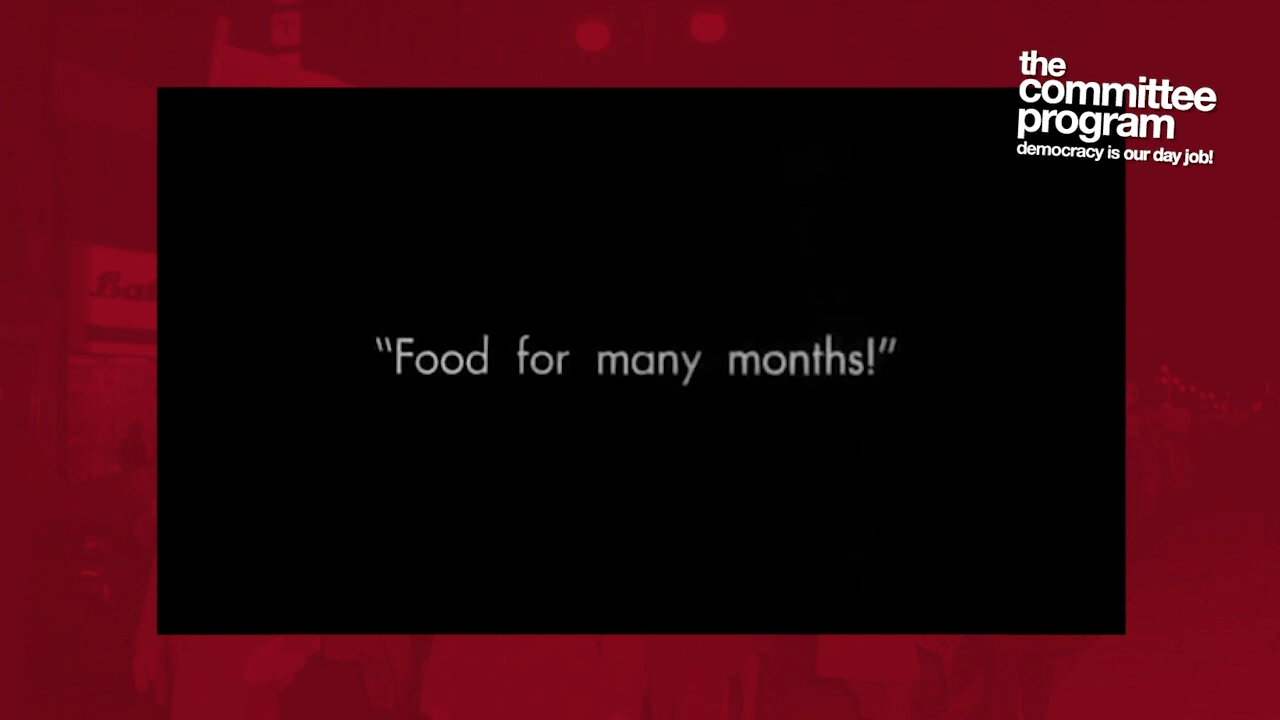 the
committee
program
democracy is our day job!
“Food for many months!”